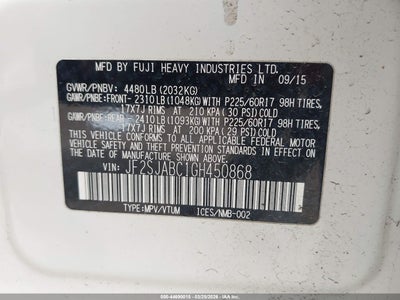 MFD BY FUJI HEAVY INDUSTRIES LTD. 09/15
GVWR/PNBV: 4480LB (2032KG)
GAWR/PNBE:FRONT- 2310LB(1048KG)WITH P225/60R17 98H TIRES,
17X7J RIMS AT 210 KPA (30 PSI)COLD
GAWR/PNBE:REAR- 2410LB(1093KG)WITH P225/60R17 98H TIRES,
17X7J RIMS AT 200 KPA(29 PSI)COLD
THIS VEHICLE CONFORMS TO ALL APPLICABLE FEDERAL MOTOR
VEHICLE SAFETY, BUMPER, AND THEFT PREVENTION STANDARDS
IN EFFECT ON THE DATE OF MANUFACTURE SHOWN ABOVE.
VIN: JF2SJABC1GH450868
TYPE:MPV/VTUM ICES/NMB-002